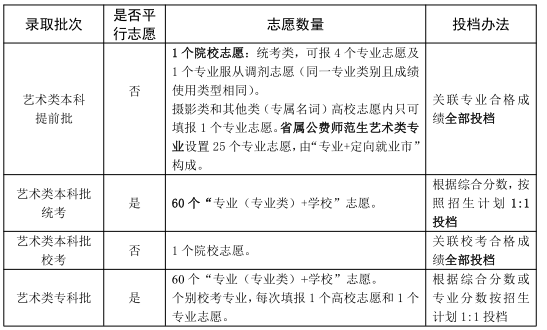 录取批次
是否平
行志愿
志愿数量
投档办法
艺术类本科
提前批
否
1个院校志愿：统考类，可报4个专业志愿及
1个专业服从调剂志愿（同一专业类别且成绩
使用类型相同）。
摄影类和其他类（专属名词）高校志愿内只可
填报1个专业志愿。省属公费师范生艺术类专
业设置25个专业志愿，由“专业+定向就业市”
构成。
关联专业合格成
绩全部投档
艺术类本科批
统考
是
60个“专业（专业类）+学校”志愿。
根据综合分数，按
照招生计划1:1
投档
艺术类本科批
校考
否
1个院校志愿。
关联校考合格成
绩全部投档
艺术类专科批
是
60个“专业（专业类）+学校”志愿。
个别校考专业，每次填报1个高校志愿和1个
专业志愿。
根据综合分数或
专业分数按招生
计划1:1投档